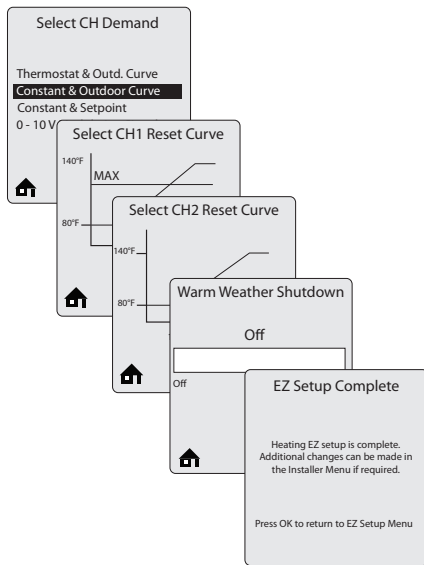 Select CH Demand
Thermostat & Outd. Curve
Constant & Outdoor Curve
Constant & Setpoint
0 - 10 V
Select CH1 Reset Curve
140°F
MAX
80°F
Select CH2 Reset Curve
140°F
80°F
Warm Weather Shutdown
Off
Off
EZ Setup Complete
Heating EZ setup is complete.
Additional changes can be made in
the Installer Menu if required.
Press OK to return to EZ Setup Menu